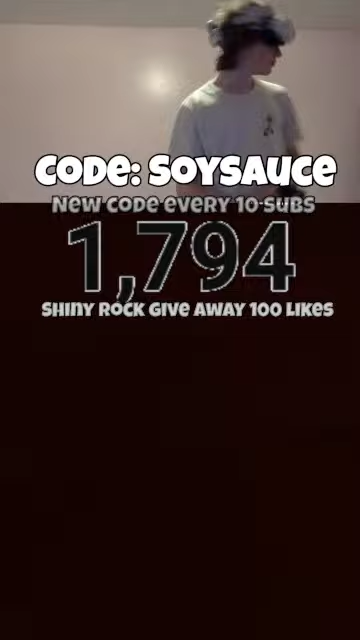 CODE: SOYSAUCE
NEW CODE EVERY 10 SUBS
1,794
SHINY ROCK GIVE AWAY 100 LIKES